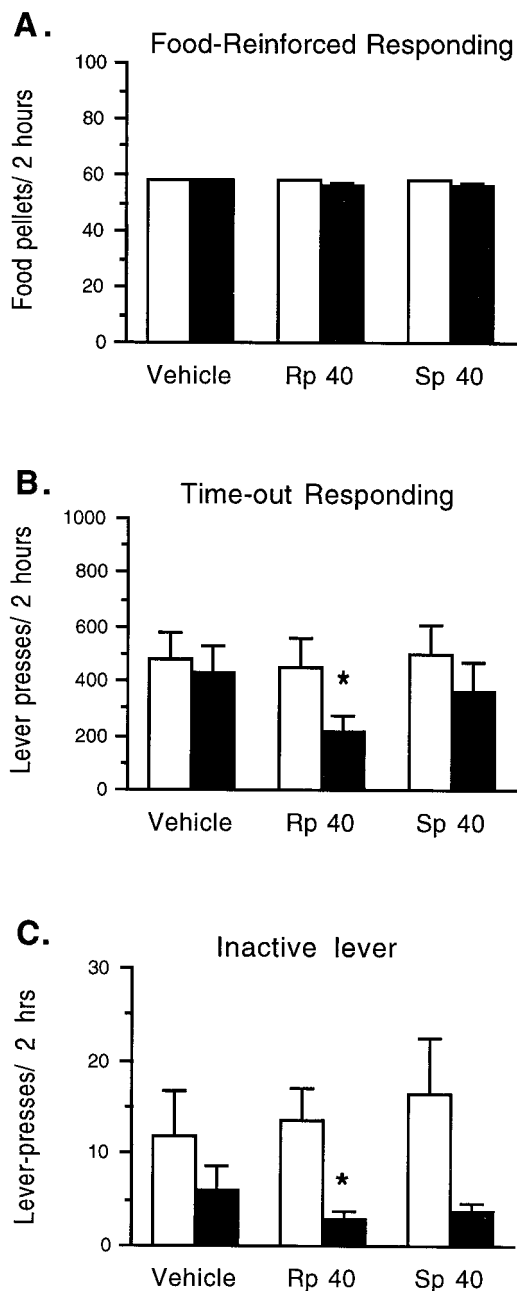 A.
Food-Reinforced Responding
Food pellets/ 2 hours
100
80
60
40
20
0
Vehicle
Rp 40
Sp 40
B.
Time-out Responding
Lever presses/ 2 hours
1000
800
600
400
200
0
*
Vehicle
Rp 40
Sp 40
C.
Inactive lever
Lever-presses/ 2 hrs
30
20
10
0
*
Vehicle
Rp 40
Sp 40